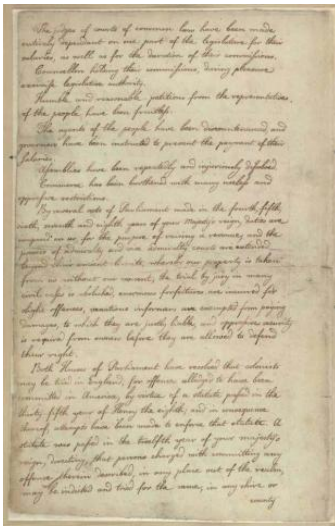 The judges of courts of common law have been made
entirely dependant on one part of the legislature for their
salaries, as well as for the duration of their commissions.
Councellors holding their commissions, during pleasure
exercise legislative authority.
Humble and reasonable petitions from the representatives
of the people have been fruitless.
The agents of the people have been discountenanced and
governors have been instructed to prevent the payment of their
salaries.
Assemblies have been repeatedly and injuriously dissolved
Commerce has been burthened with many useless and
oppressive restrictions.
By several acts of Parliament made in the fourth, fifth,
sixth, seventh and eighth years of your Majestys reign, duties are
imposed on us for the purpose of raising a revenue, and the
powers of admiralty and vice admiralty courts are extended
beyond their ancient limits, whereby our property is taken
from us without our consent, the trial by jury in many
civil cases is abolished, enormous forfeitures are incurred for
slight offences, vexatious informers are exempted from paying
damages, to which they are justly liable, and oppressive security
is required from owners before they are allowed to defend
their right.
Both Houses of Parliament have resolved that colonists
may be tried in England, for offences alledged to have been
committed in America, by virtue of a statute passed in the
thirty fifth year of Henry the eighth, and in consequence
thereof, attempts have been made to enforce that statute. A
statute was passed in the twelfth year of your majesty's
reign, directing, that persons charged with committing any
offence therein described, in any place out of the realm,
may be indicted and tried for the same, in any shire or
county